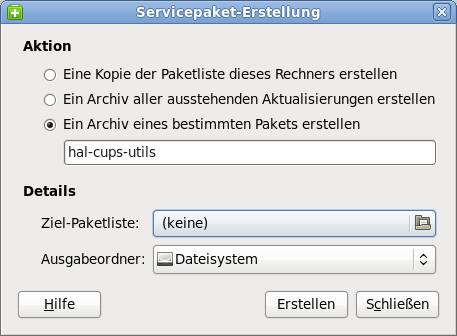 Servicepaket-Erstellung
Aktion
Eine Kopie der Paketliste dieses Rechners erstellen
Ein Archiv aller ausstehenden Aktualisierungen erstellen
Ein Archiv eines bestimmten Pakets erstellen
hal-cups-utils
Details
Ziel-Paketliste: (keine)
Ausgabeordner: Dateisystem
Hilfe Erstellen Schließen